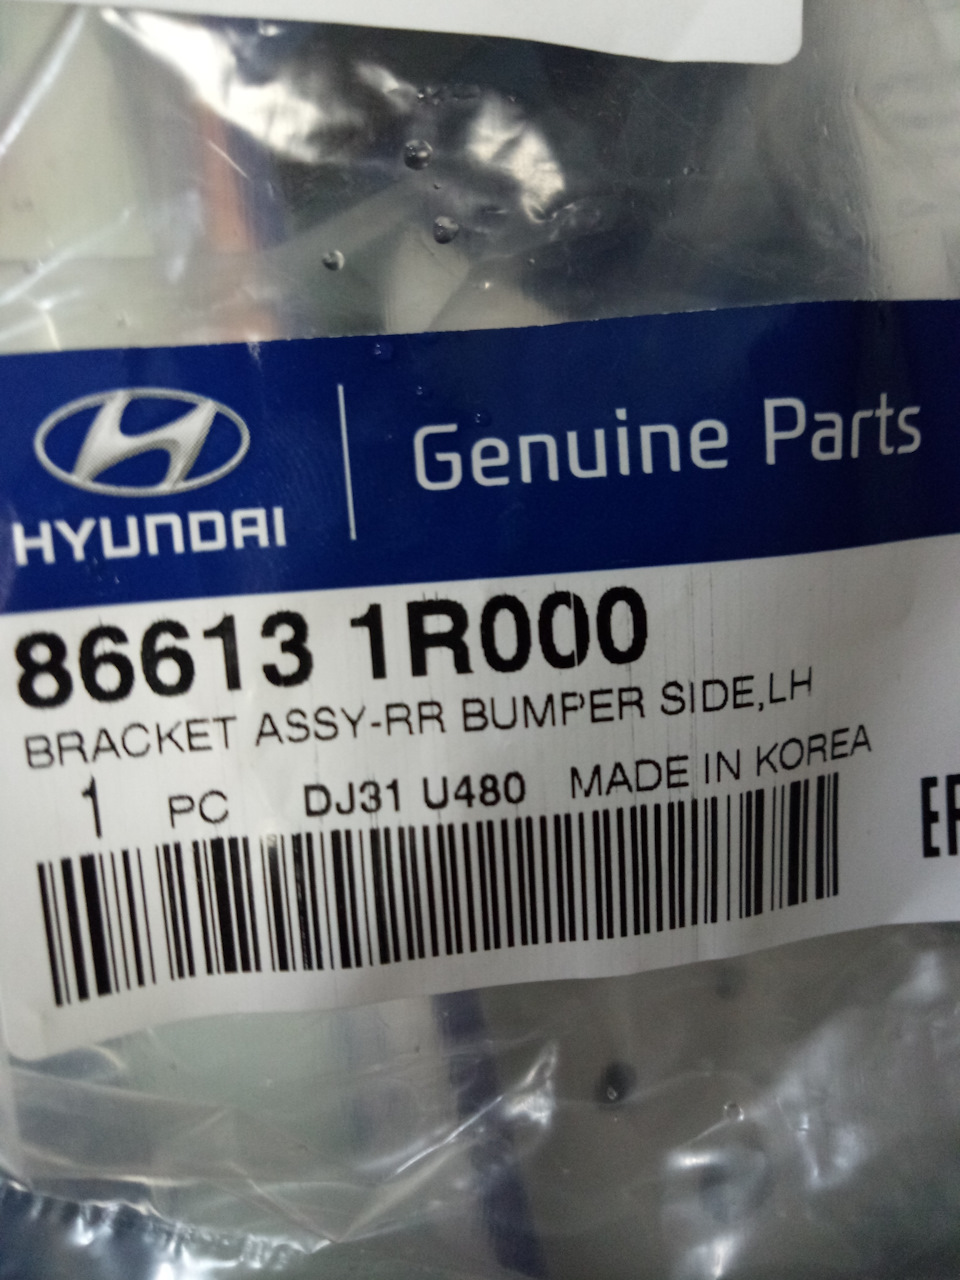 HYUNDAI
Genuine Parts
86613 1R000
BRACKET ASSY-RR BUMPER SIDE,LH
1 PC DJ31 U480 MADE IN KOREA